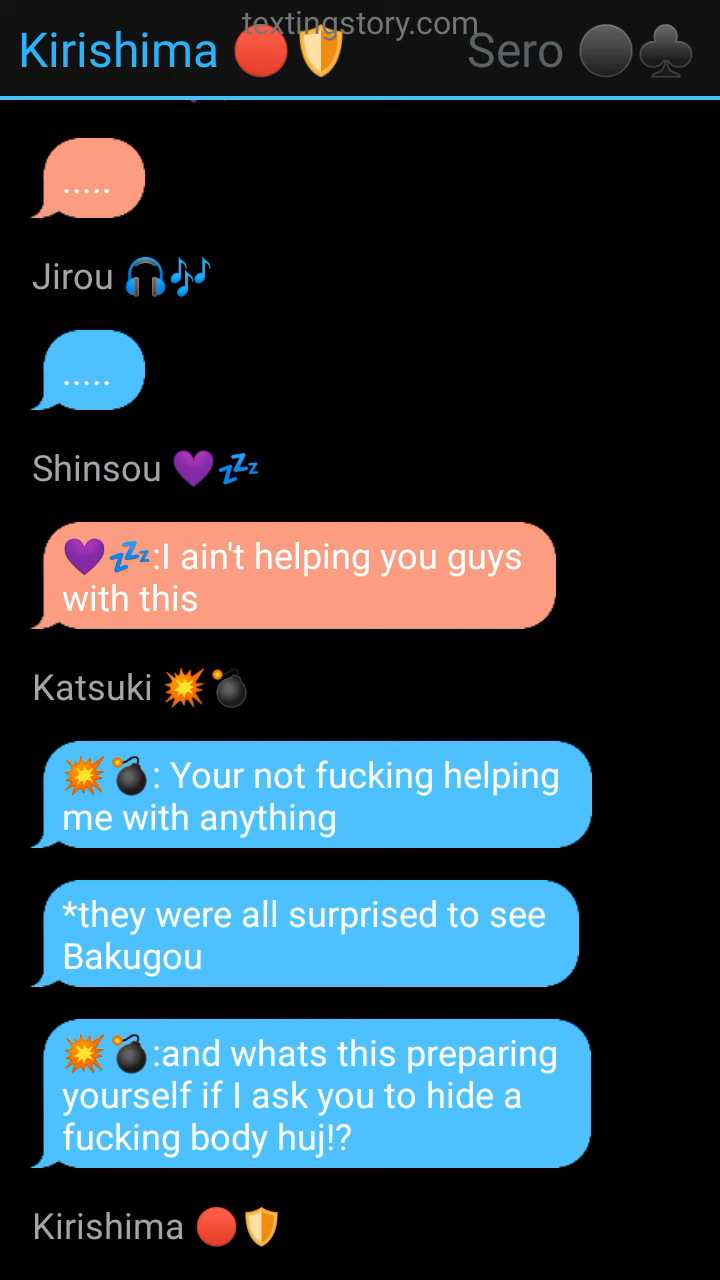 textingstory.com
Kirishima 🔴🛡️ Sero ⚫♣️
.....
Jirou 🎧🎶
.....
Shinsou 💜💤
💜💤:I ain't helping you guys
with this
Katsuki 💥💣
💥💣: Your not fucking helping
me with anything
*they were all surprised to see
Bakugou
💥💣:and whats this preparing
yourself if I ask you to hide a
fucking body huj!?
Kirishima 🔴🛡️